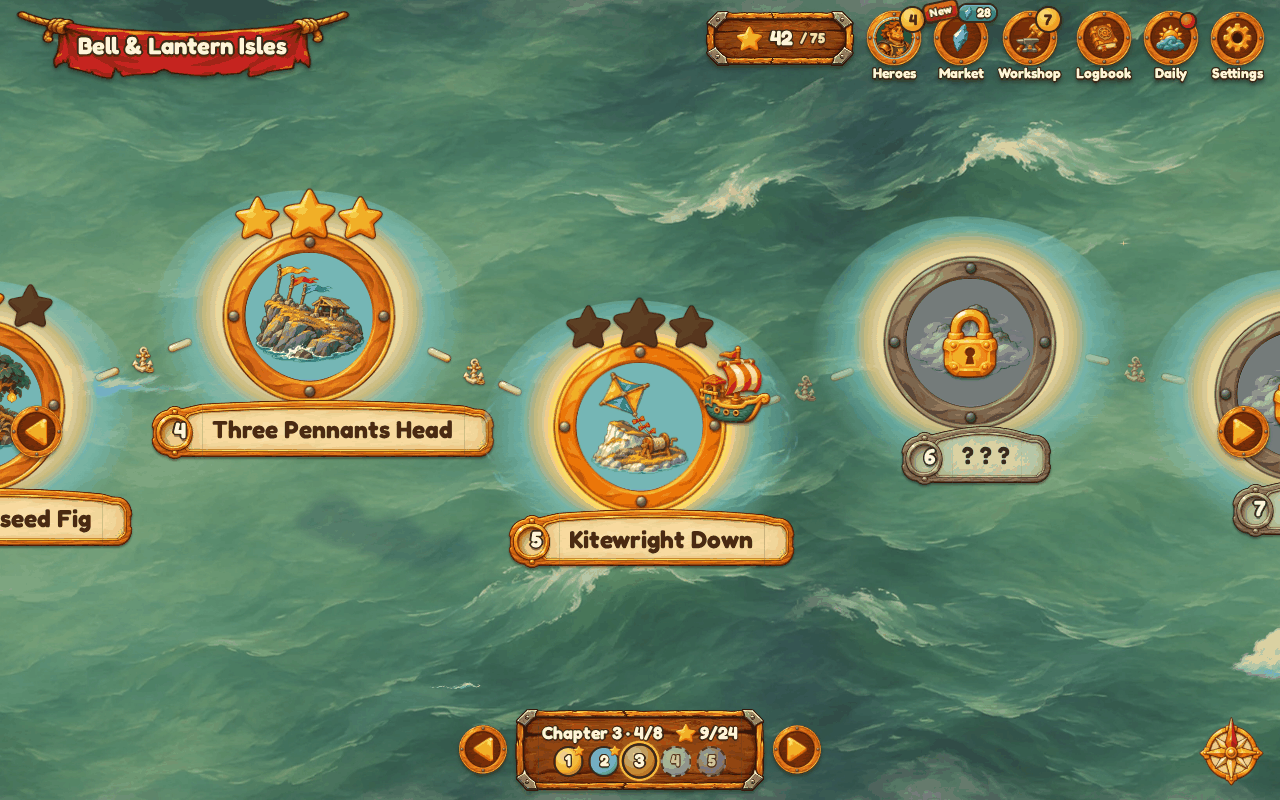 Bell & Lantern Isles
42 / 75
4
New
28
7
Heroes
Market
Workshop
Logbook
Daily
Settings
4 Three Pennants Head
seed Fig
5 Kitewright Down
6 ? ? ?
7
Chapter 3 · 4/8 9/24
1 2 3 4 5